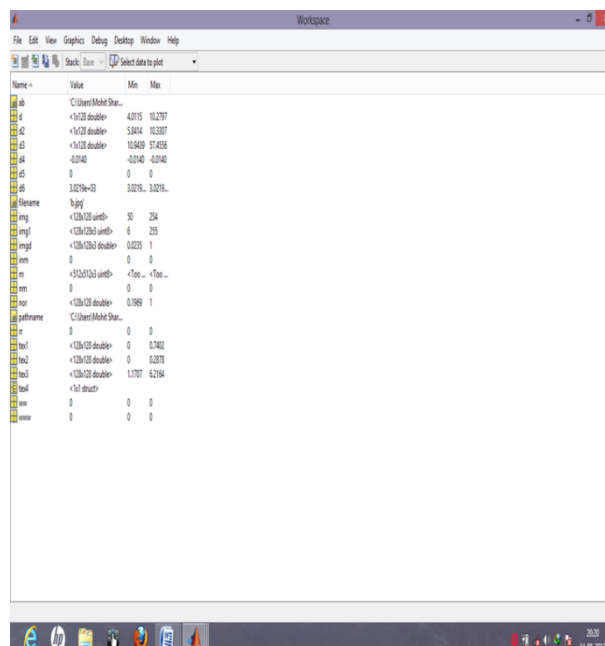 Workspace
File Edit View Graphics Debug Desktop Window Help
Stack: Base Select data to plot
Name Value Min Max
ab 'C:\Users\Mohit Shar...
d <1x128 double> 4.0115 10.2797
d2 <1x128 double> 5.8414 10.3307
d3 <1x128 double> 10.9439 57.4556
d4 -0.0140 -0.0140 -0.0140
d5 0 0 0
d6 3.0219e+03 3.0219... 3.0219...
filename 'b.jpg'
img <128x128 uint8> 50 254
img1 <128x128x3 uint8> 6 255
imgd <128x128x3 double> 0.0235 1
inm 0 0 0
m <512x512x3 uint8> <Too ... <Too ...
nm 0 0 0
nor <128x128 double> 0.1969 1
pathname 'C:\Users\Mohit Shar...
rr 0 0 0
tex1 <128x128 double> 0 0.7402
tex2 <128x128 double> 0 0.2878
tex3 <128x128 double> 1.1707 6.2164
tex4 <1x1 struct>
ww 0 0 0
www 0 0 0
hp
20:20